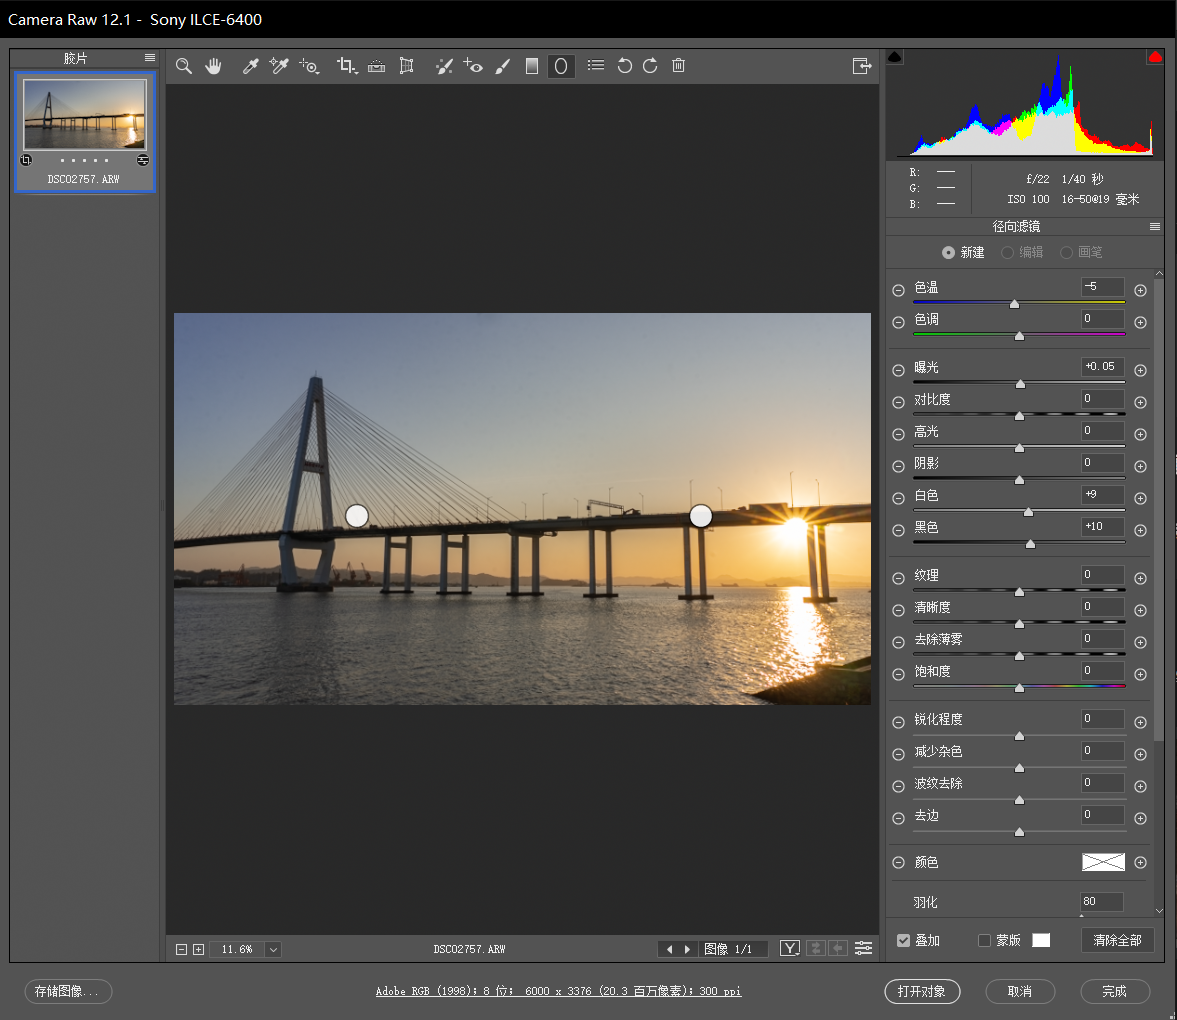 Camera Raw 12.1 - Sony ILCE-6400
胶片
DSC02757.ARW
R:
G:
B:
f/22 1/40 秒
ISO 100 16-50@19 毫米
径向滤镜
新建 编辑 画笔
色温 -5
色调 0
曝光 +0.05
对比度 0
高光 0
阴影 0
白色 +9
黑色 +10
纹理 0
清晰度 0
去除薄雾 0
饱和度 0
锐化程度 0
减少杂色 0
波纹去除 0
去边 0
颜色
羽化 80
叠加 蒙版 清除全部
11.6% DSC02757.ARW 图像 1/1 Y
存储图像... Adobe RGB (1998); 8 位; 6000 x 3376 (20.3 百万像素); 300 ppi 打开对象 取消 完成